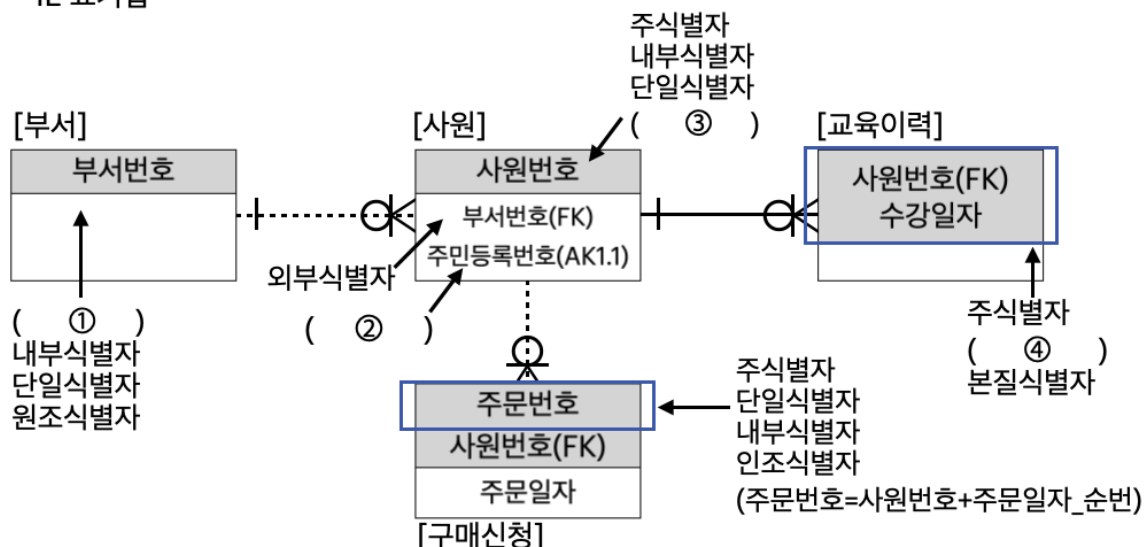 주식별자
내부식별자
단일식별자
( ③ )
[부서]
[사원]
[교육이력]
부서번호
사원번호
부서번호(FK)
주민등록번호(AK1.1)
사원번호(FK)
수강일자
외부식별자
( ② )
( ① )
내부식별자
단일식별자
원조식별자
주식별자
( ④ )
본질식별자
주문번호
사원번호(FK)
주문일자
[구매신청]
주식별자
단일식별자
내부식별자
인조식별자
(주문번호=사원번호+주문일자_순번)